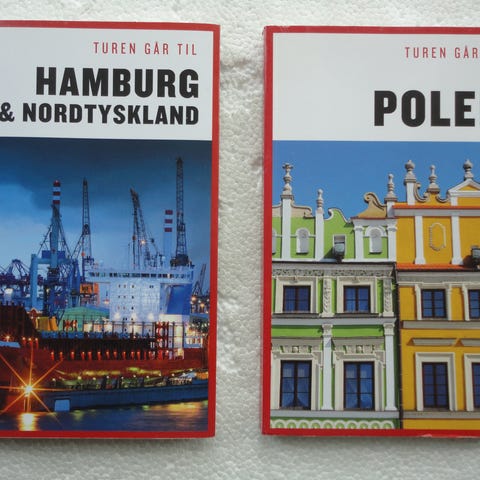 TUREN GÅR TIL
HAMBURG
& NORDTYSKLAND
TUREN GÅR
POLE